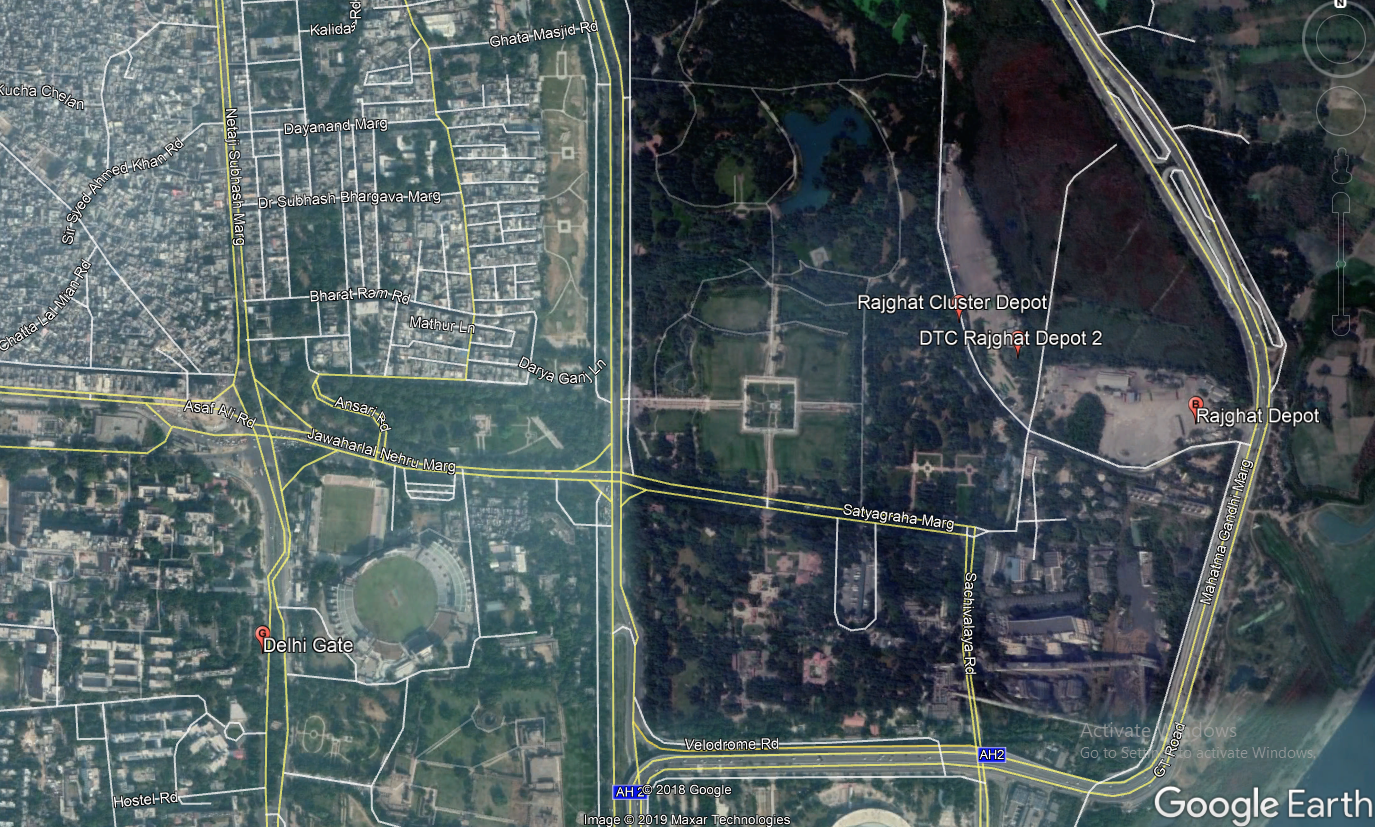 N
Kalidas Rd
Ghata Masjid Rd
Kucha Chelan
Netaji Subhash Marg
Dayanand Marg
Sir Syed Ahmed Khan Rd
Dr Subhash Bhargava Marg
Chatta Lal Mian Rd
Bharat Ram Rd
Mathur Ln
Rajghat Cluster Depot
DTC Rajghat Depot 2
Darya Ganj Ln
Asaf Ali Rd
Ansari Rd
B
Rajghat Depot
Jawaharlal Nehru Marg
Satyagraha Marg
Mahatma Gandhi Marg
Sachivalaya Rd
Delhi Gate
Velodrome Rd
AH2
GT Road
Activate Windows
Go to Settings to activate Windows.
Hostel Rd
AH 2
© 2018 Google
Image © 2019 Maxar Technologies
Google Earth